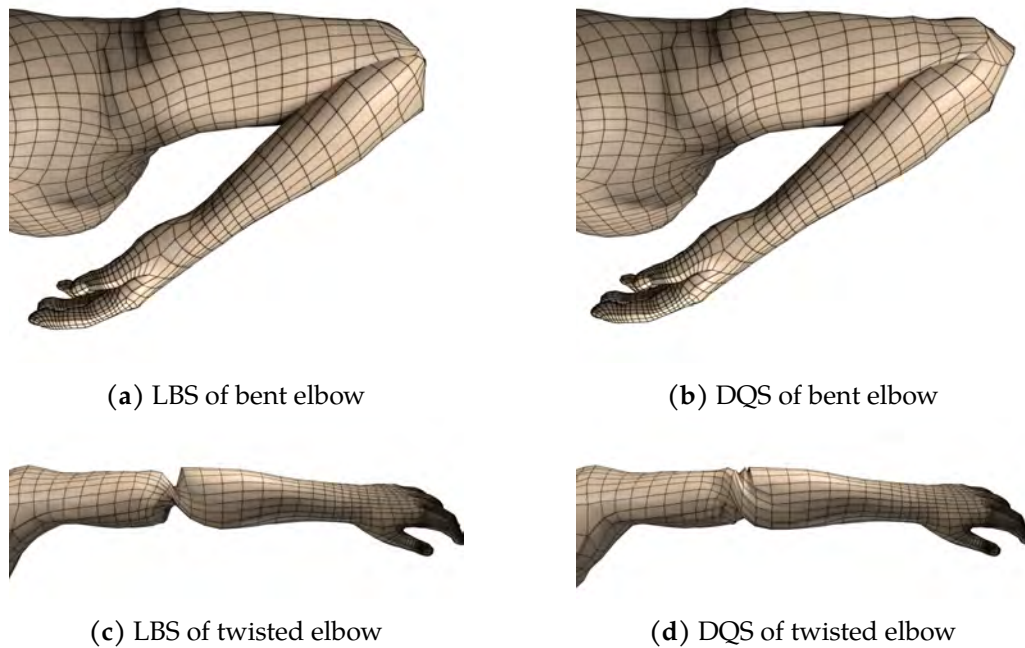 (a) LBS of bent elbow
(b) DQS of bent elbow
(c) LBS of twisted elbow
(d) DQS of twisted elbow